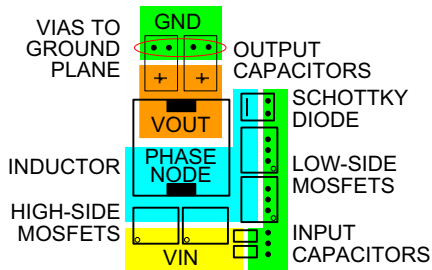 VIAS TO
GROUND
PLANE
GND
OUTPUT
CAPACITORS
+ +
VOUT
SCHOTTKY
DIODE
INDUCTOR
PHASE
NODE
LOW-SIDE
MOSFETS
HIGH-SIDE
MOSFETS
VIN
INPUT
CAPACITORS